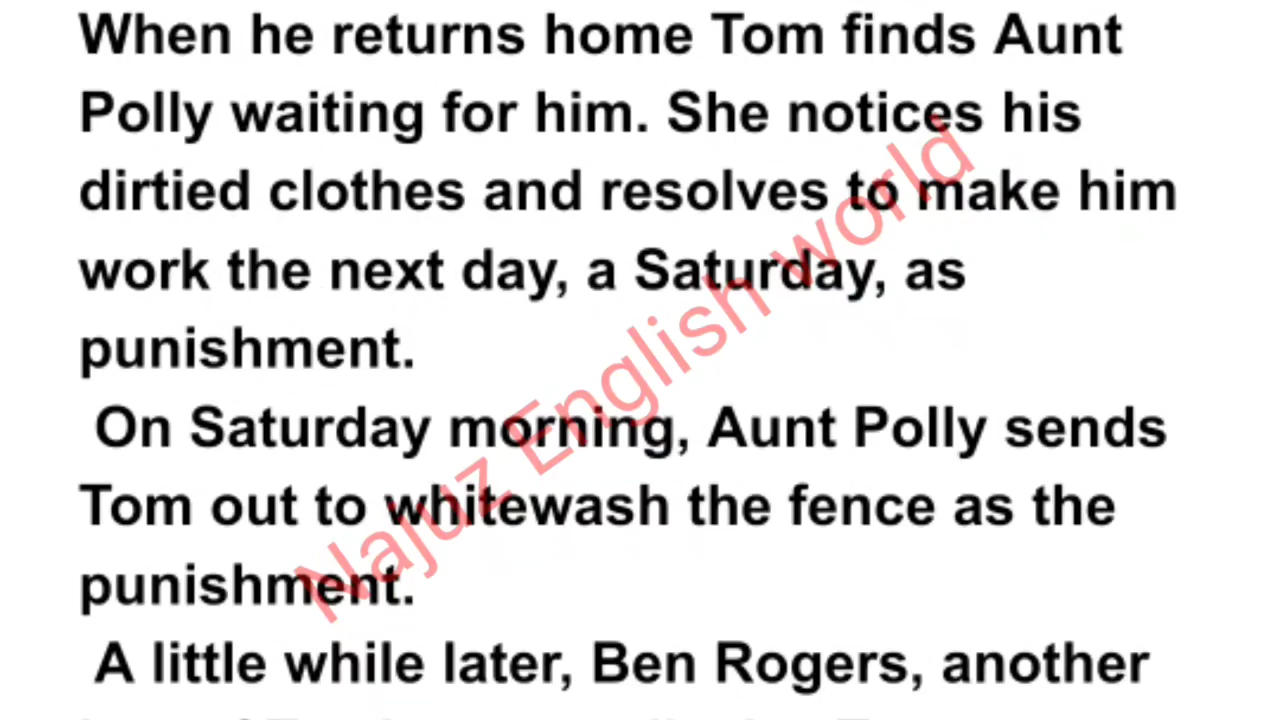 When he returns home Tom finds Aunt
Polly waiting for him. She notices his
dirtied clothes and resolves to make him
work the next day, a Saturday, as
punishment.
On Saturday morning, Aunt Polly sends
Tom out to whitewash the fence as the
punishment.
A little while later, Ben Rogers, another
Najuz English world